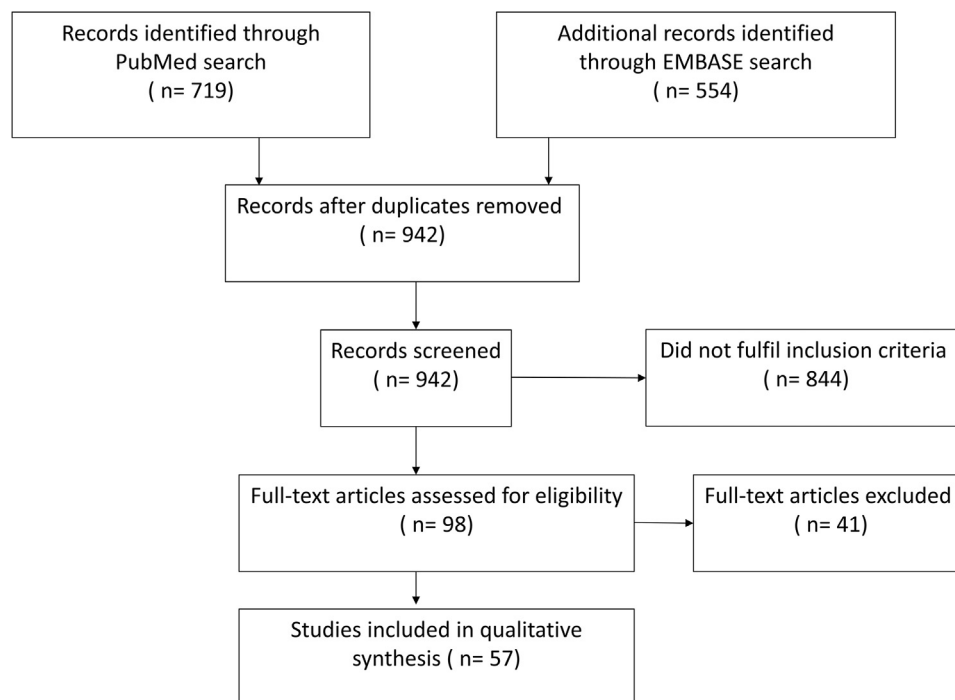 Records identified through
PubMed search
( n= 719)
Additional records identified
through EMBASE search
( n= 554)
Records after duplicates removed
( n= 942)
Records screened
( n= 942)
Did not fulfil inclusion criteria
( n= 844)
Full-text articles assessed for eligibility
( n= 98)
Full-text articles excluded
( n= 41)
Studies included in qualitative
synthesis ( n= 57)